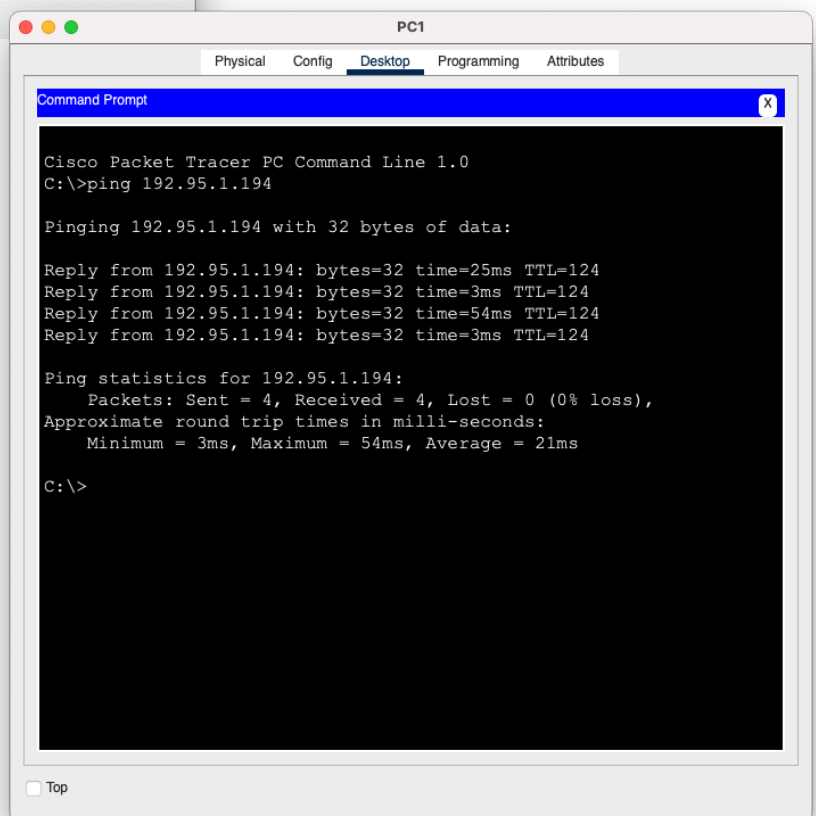 PC1
Physical Config Desktop Programming Attributes
Command Prompt
X
Cisco Packet Tracer PC Command Line 1.0
C:\>ping 192.95.1.194
Pinging 192.95.1.194 with 32 bytes of data:
Reply from 192.95.1.194: bytes=32 time=25ms TTL=124
Reply from 192.95.1.194: bytes=32 time=3ms TTL=124
Reply from 192.95.1.194: bytes=32 time=54ms TTL=124
Reply from 192.95.1.194: bytes=32 time=3ms TTL=124
Ping statistics for 192.95.1.194:
    Packets: Sent = 4, Received = 4, Lost = 0 (0% loss),
Approximate round trip times in milli-seconds:
    Minimum = 3ms, Maximum = 54ms, Average = 21ms
C:\>
Top